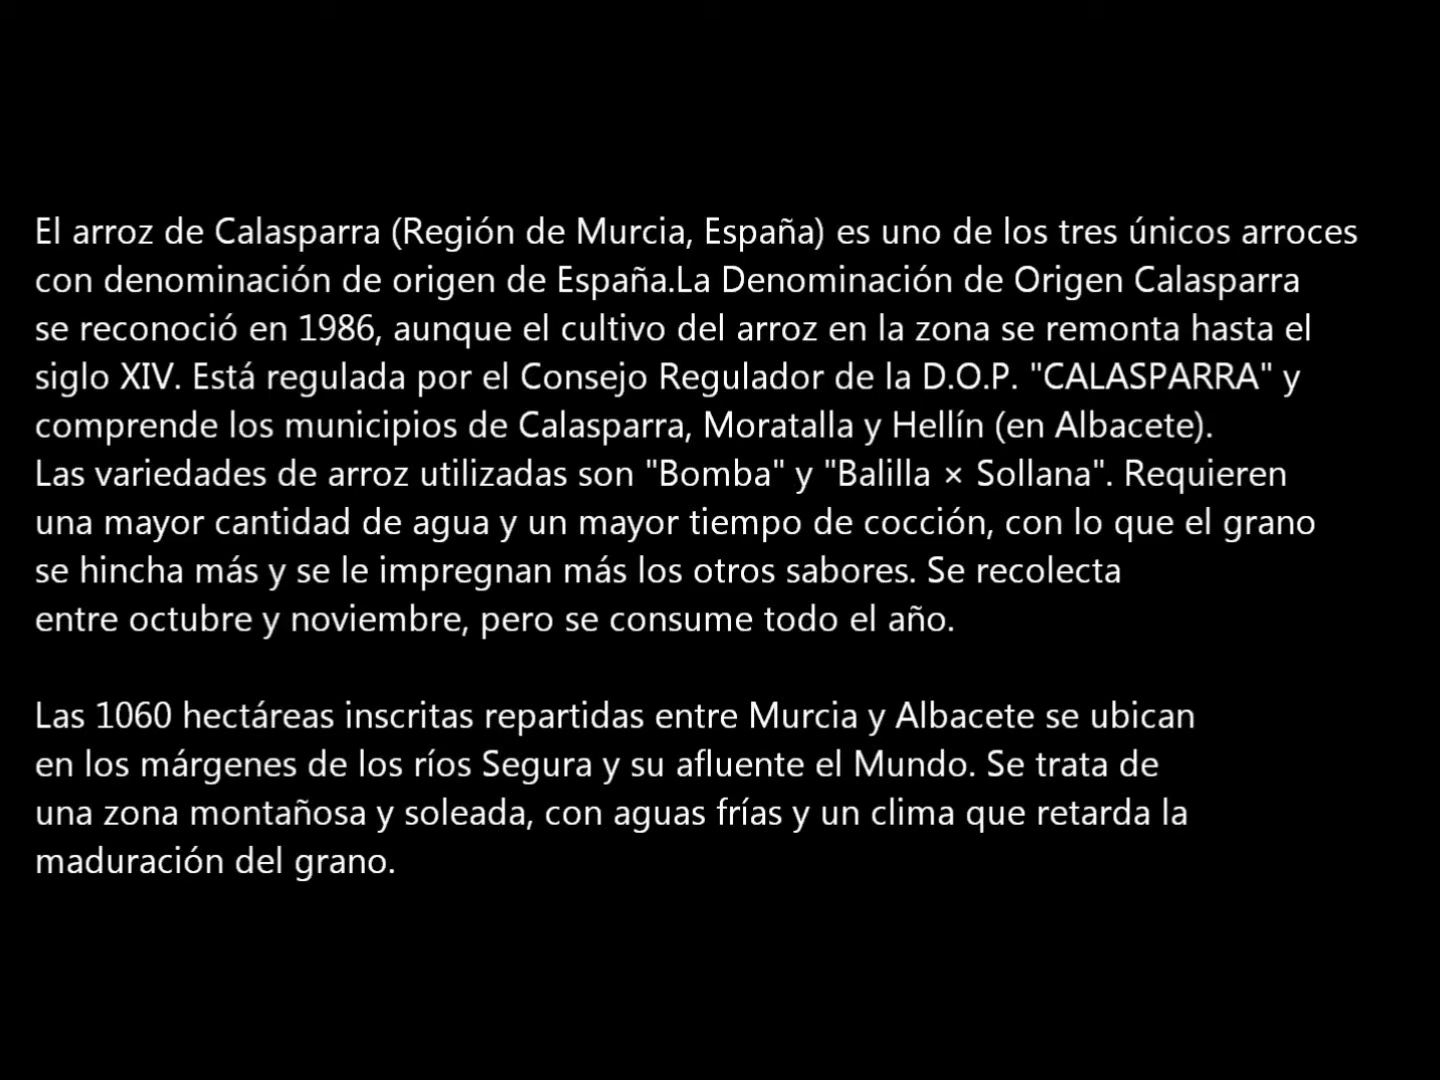 El arroz de Calasparra (Región de Murcia, España) es uno de los tres únicos arroces
con denominación de origen de España.La Denominación de Origen Calasparra
se reconoció en 1986, aunque el cultivo del arroz en la zona se remonta hasta el
siglo XIV. Está regulada por el Consejo Regulador de la D.O.P. "CALASPARRA" y
comprende los municipios de Calasparra, Moratalla y Hellín (en Albacete).
Las variedades de arroz utilizadas son "Bomba" y "Balilla × Sollana". Requieren
una mayor cantidad de agua y un mayor tiempo de cocción, con lo que el grano
se hincha más y se le impregnan más los otros sabores. Se recolecta
entre octubre y noviembre, pero se consume todo el año.

Las 1060 hectáreas inscritas repartidas entre Murcia y Albacete se ubican
en los márgenes de los ríos Segura y su afluente el Mundo. Se trata de
una zona montañosa y soleada, con aguas frías y un clima que retarda la
maduración del grano.